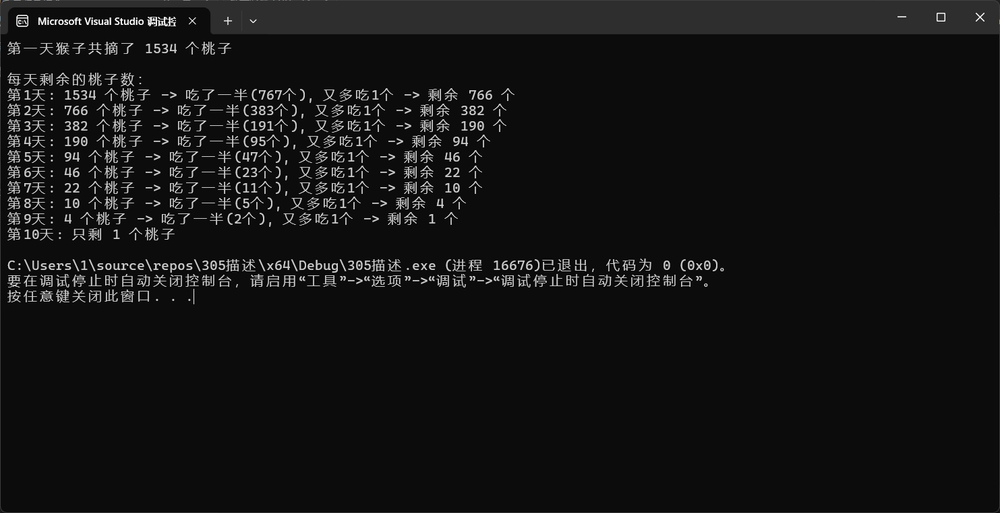 Microsoft Visual Studio 调试控
第一天猴子共摘了 1534 个桃子
每天剩余的桃子数:
第1天: 1534 个桃子 -> 吃了一半(767个), 又多吃1个 -> 剩余 766 个
第2天: 766 个桃子 -> 吃了一半(383个), 又多吃1个 -> 剩余 382 个
第3天: 382 个桃子 -> 吃了一半(191个), 又多吃1个 -> 剩余 190 个
第4天: 190 个桃子 -> 吃了一半(95个), 又多吃1个 -> 剩余 94 个
第5天: 94 个桃子 -> 吃了一半(47个), 又多吃1个 -> 剩余 46 个
第6天: 46 个桃子 -> 吃了一半(23个), 又多吃1个 -> 剩余 22 个
第7天: 22 个桃子 -> 吃了一半(11个), 又多吃1个 -> 剩余 10 个
第8天: 10 个桃子 -> 吃了一半(5个), 又多吃1个 -> 剩余 4 个
第9天: 4 个桃子 -> 吃了一半(2个), 又多吃1个 -> 剩余 1 个
第10天: 只剩 1 个桃子
C:\Users\1\source\repos\305描述\x64\Debug\305描述.exe (进程 16676)已退出，代码为 0 (0x0)。
要在调试停止时自动关闭控制台，请启用“工具”->“选项”->“调试”->“调试停止时自动关闭控制台”。
按任意键关闭此窗口. . .